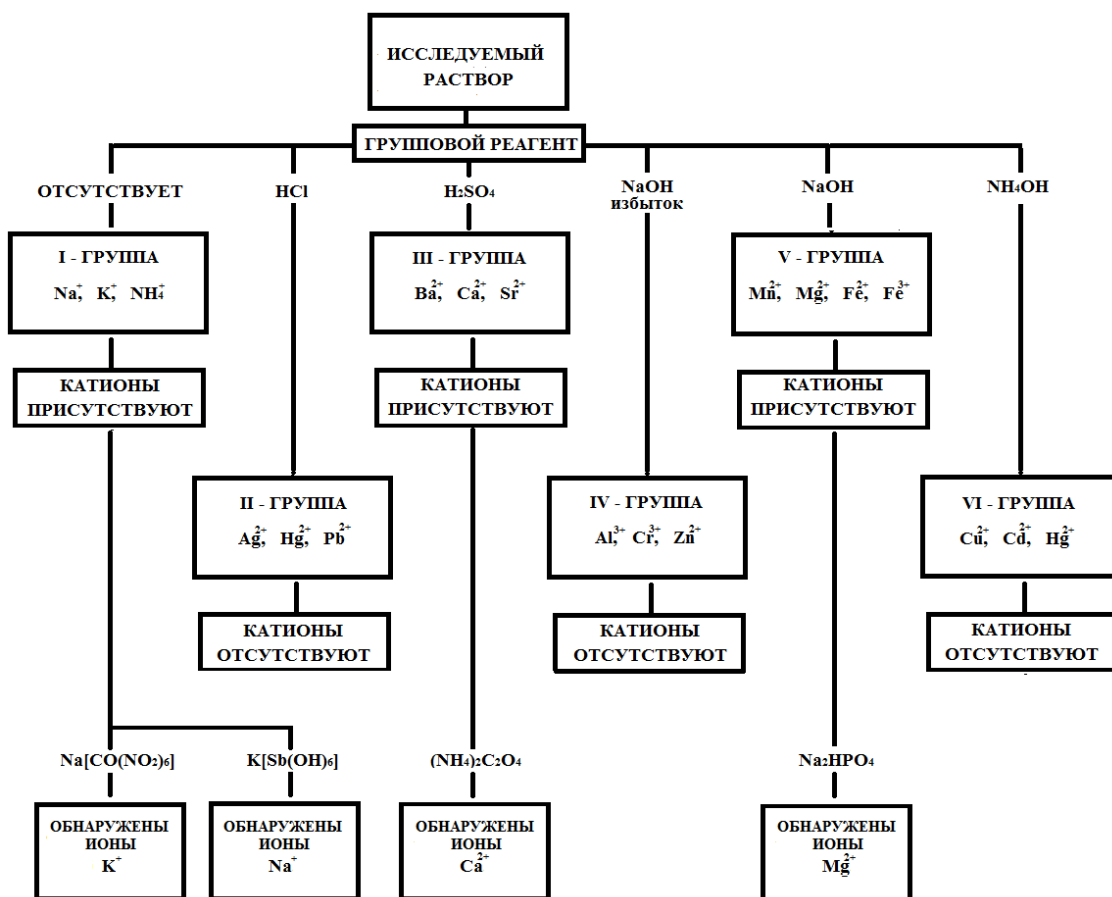 ИССЛЕДУЕМЫЙ
РАСТВОР
ГРУППОВОЙ РЕАГЕНТ
ОТСУТСТВУЕТ
HCl
H₂SO₄
NaOH
избыток
NaOH
NH₄OH
I - ГРУППА
Na⁺, K⁺, NH₄⁺
III - ГРУППА
Ba²⁺, Ca²⁺, Sr²⁺
V - ГРУППА
Mn²⁺, Mg²⁺, Fe²⁺, Fe³⁺
КАТИОНЫ
ПРИСУТСТВУЮТ
КАТИОНЫ
ПРИСУТСТВУЮТ
КАТИОНЫ
ПРИСУТСТВУЮТ
II - ГРУППА
Ag²⁺, Hg²⁺, Pb²⁺
IV - ГРУППА
Al,³⁺ Cr³⁺, Zn²⁺
VI - ГРУППА
Cu²⁺, Cd²⁺, Hg²⁺
КАТИОНЫ
ОТСУТСТВУЮТ
КАТИОНЫ
ОТСУТСТВУЮТ
КАТИОНЫ
ОТСУТСТВУЮТ
Na[CO(NO₂)₆]
K[Sb(OH)₆]
(NH₄)₂C₂O₄
Na₂HPO₄
ОБНАРУЖЕНЫ
ИОНЫ
K⁺
ОБНАРУЖЕНЫ
ИОНЫ
Na⁺
ОБНАРУЖЕНЫ
ИОНЫ
Ca²⁺
ОБНАРУЖЕНЫ
ИОНЫ
Mg²⁺